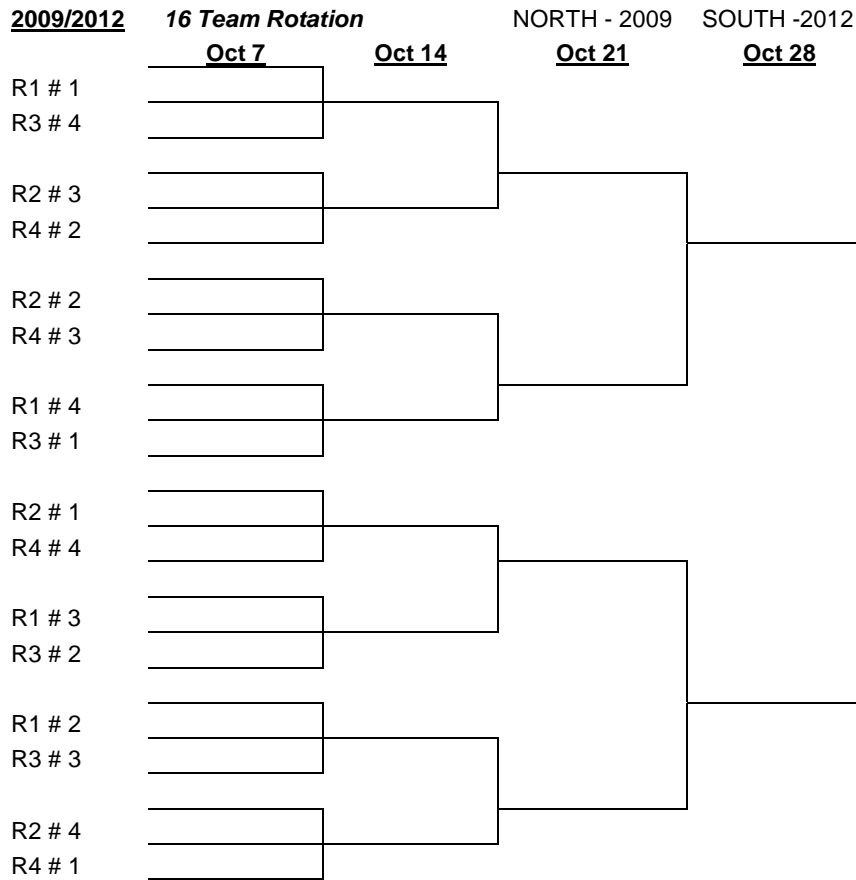 2009/2012 16 Team Rotation NORTH - 2009 SOUTH -2012
Oct 7 Oct 14 Oct 21 Oct 28
R1 # 1
R3 # 4
R2 # 3
R4 # 2
R2 # 2
R4 # 3
R1 # 4
R3 # 1
R2 # 1
R4 # 4
R1 # 3
R3 # 2
R1 # 2
R3 # 3
R2 # 4
R4 # 1